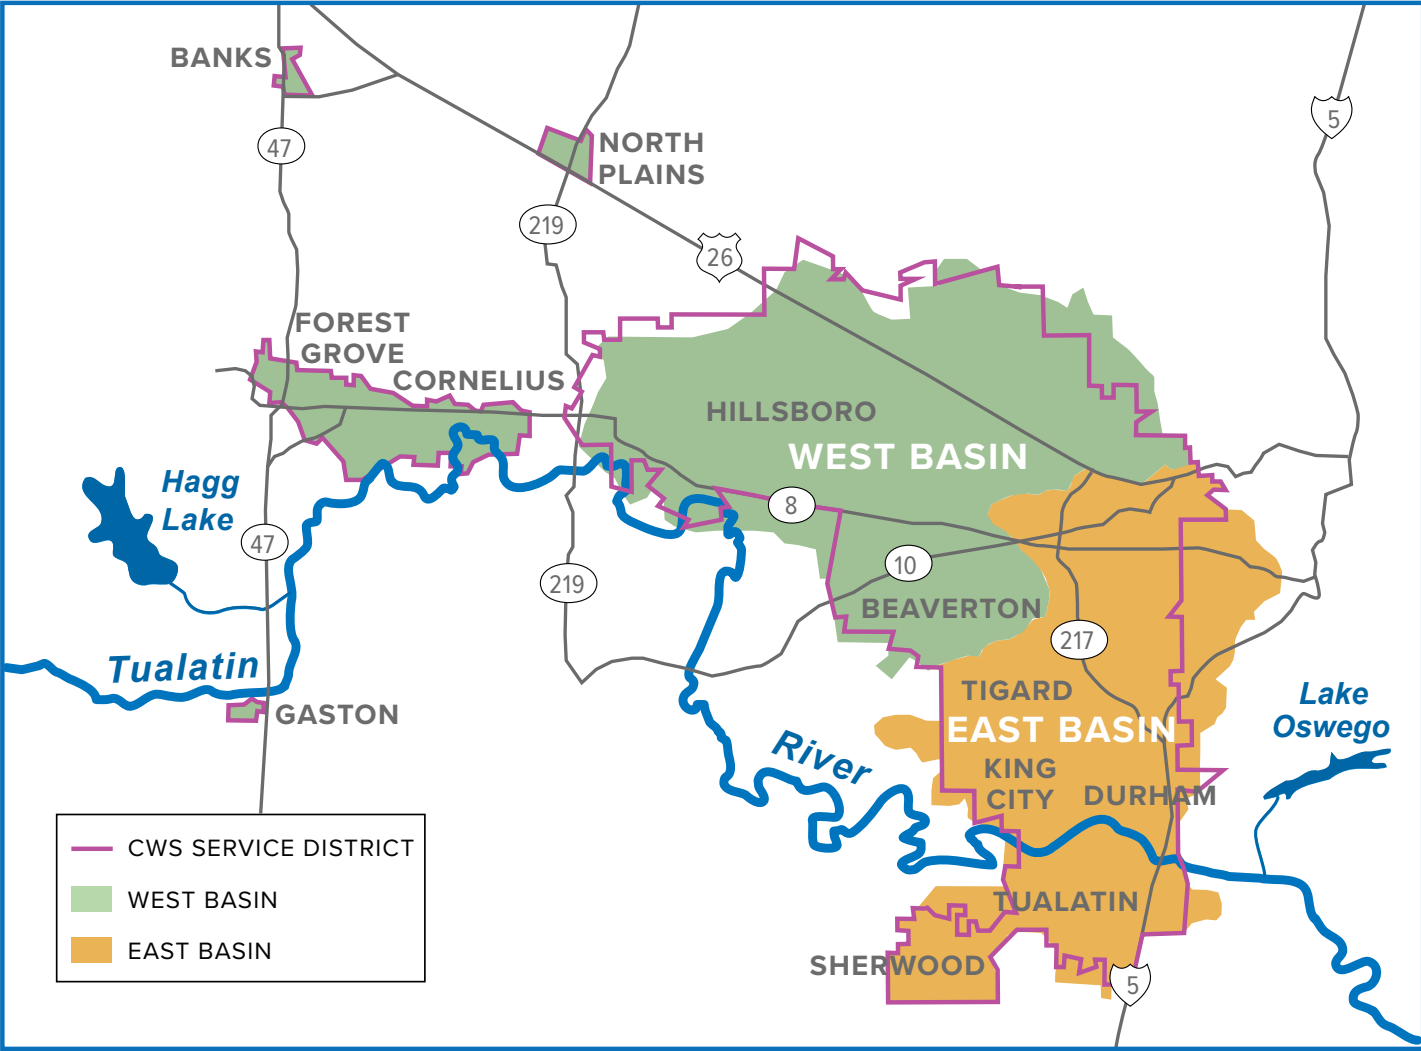 BANKS
47
NORTH
PLAINS
5
219
26
FOREST
GROVE
CORNELIUS
HILLSBORO
WEST BASIN
Hagg
Lake
8
47
10
219
BEAVERTON
217
Tualatin
TIGARD
GASTON
EAST BASIN
Lake
Oswego
River
KING
CITY
DURHAM
TUALATIN
SHERWOOD
5
CWS SERVICE DISTRICT
WEST BASIN
EAST BASIN